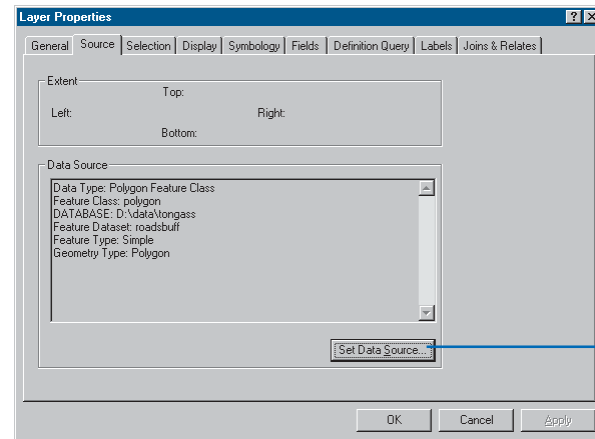 Layer Properties
General Source Selection Display Symbology Fields Definition Query Labels Joins & Relates
Extent
Top:
Left: Right:
Bottom:
Data Source
Data Type: Polygon Feature Class
Feature Class: polygon
DATABASE: D:\data\tongass
Feature Dataset: roadsbuff
Feature Type: Simple
Geometry Type: Polygon
Set Data Source...
OK Cancel Apply